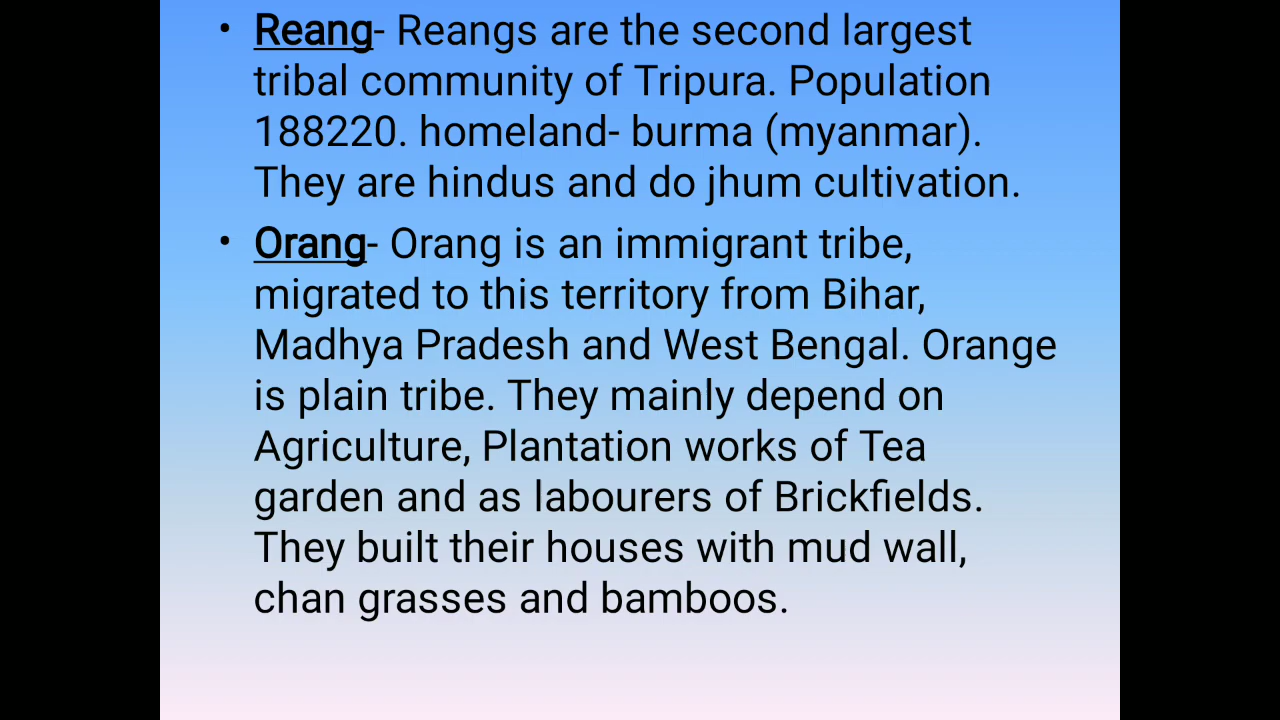 • Reang- Reangs are the second largest
tribal community of Tripura. Population
188220. homeland- burma (myanmar).
They are hindus and do jhum cultivation.
• Orang- Orang is an immigrant tribe,
migrated to this territory from Bihar,
Madhya Pradesh and West Bengal. Orange
is plain tribe. They mainly depend on
Agriculture, Plantation works of Tea
garden and as labourers of Brickfields.
They built their houses with mud wall,
chan grasses and bamboos.